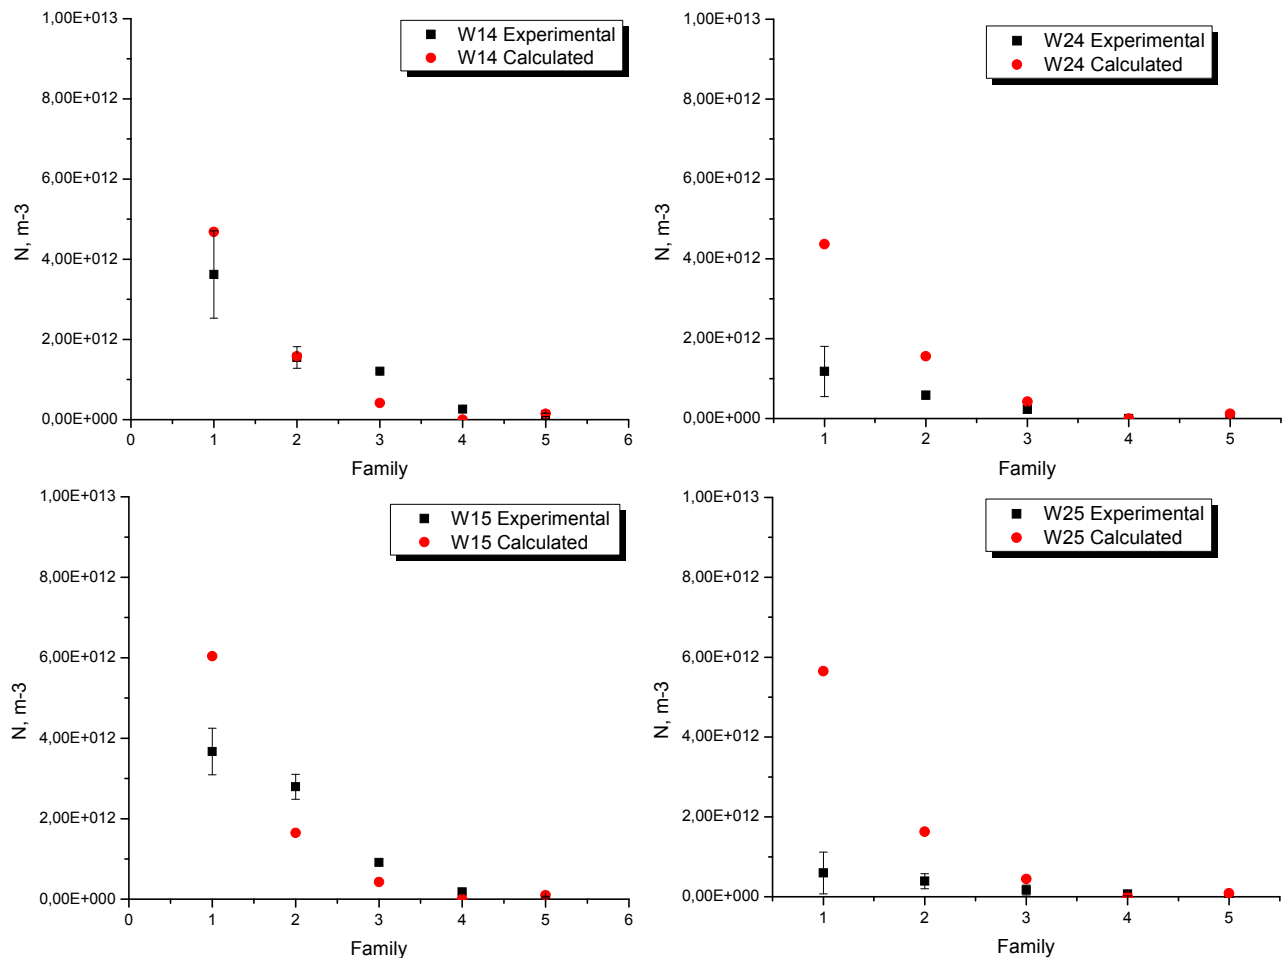 1,00E+013
8,00E+012
6,00E+012
4,00E+012
2,00E+012
0,00E+000
N, m-3
W14 Experimental
W14 Calculated
0 1 2 3 4 5 6
Family
1,00E+013
8,00E+012
6,00E+012
4,00E+012
2,00E+012
0,00E+000
N, m-3
W24 Experimental
W24 Calculated
1 2 3 4 5
Family
1,00E+013
8,00E+012
6,00E+012
4,00E+012
2,00E+012
0,00E+000
N, m-3
W15 Experimental
W15 Calculated
0 1 2 3 4 5 6
Family
1,00E+013
8,00E+012
6,00E+012
4,00E+012
2,00E+012
0,00E+000
N, m-3
W25 Experimental
W25 Calculated
1 2 3 4 5
Family